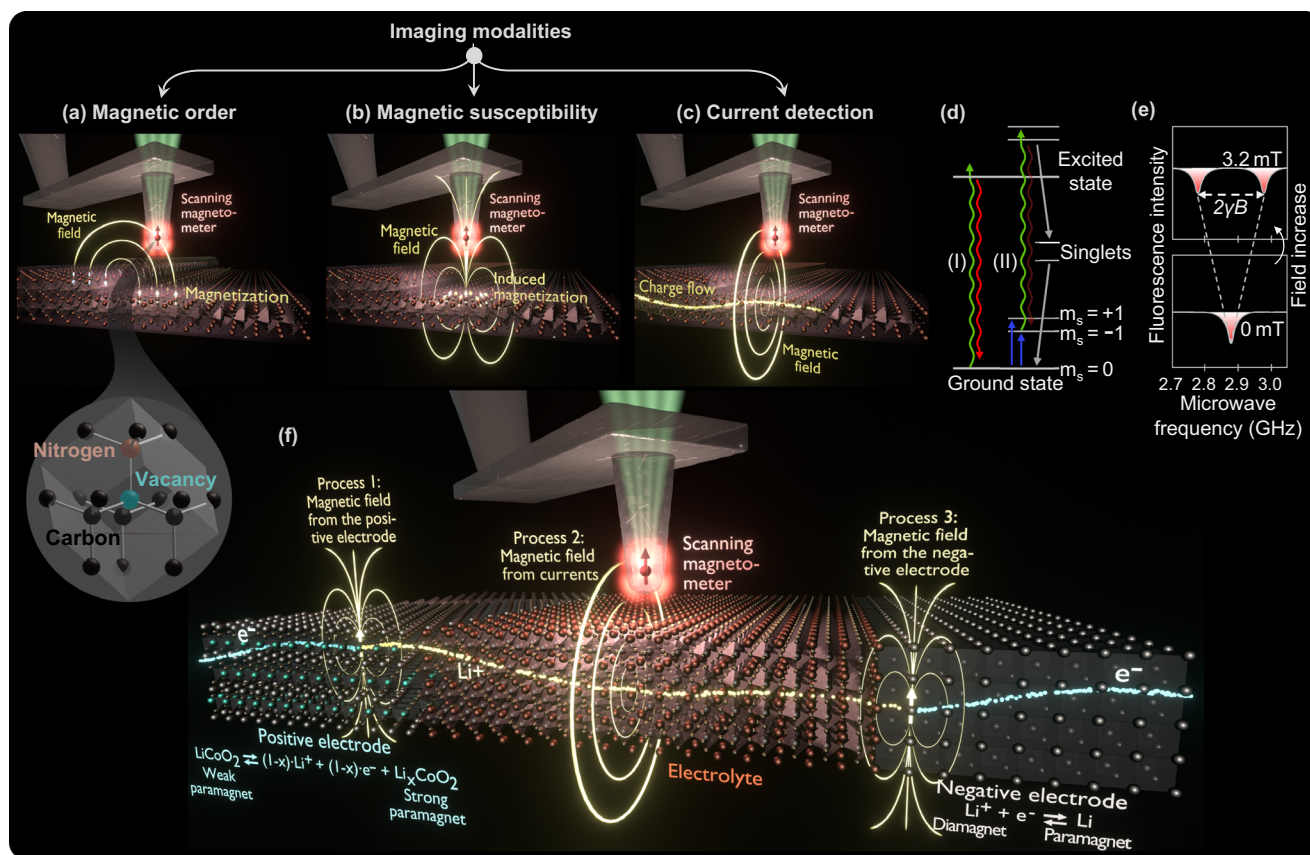 Imaging modalities
(a) Magnetic order
(b) Magnetic susceptibility
(c) Current detection
Magnetic
field
Scanning
magneto-
meter
Magnetization
Magnetic
field
Scanning
magneto-
meter
Induced
magnetization
Charge flow
Scanning
magneto-
meter
Magnetic
field
(d)
Excited
state
Singlets
(I)
(II)
mₛ = +1
mₛ = −1
mₛ = 0
Ground state
(e)
Fluorescence intensity
3.2 mT
2γB
0 mT
Field increase
2.7 2.8 2.9 3.0
Microwave
frequency (GHz)
Nitrogen
Vacancy
Carbon
(f)
Process 1:
Magnetic field
from the posi-
tive electrode
Process 2:
Magnetic field
from currents
Scanning
magneto-
meter
Process 3:
Magnetic field
from the nega-
tive electrode
e⁻
Li⁺
e⁻
Positive electrode
LiCoO₂ ⇌ (1-x)·Li⁺ + (1-x)·e⁻ + LiₓCoO₂
Weak
paramagnet
Strong
paramagnet
Electrolyte
Negative electrode
Li⁺ + e⁻ ⇌ Li
Diamagnet
Paramagnet